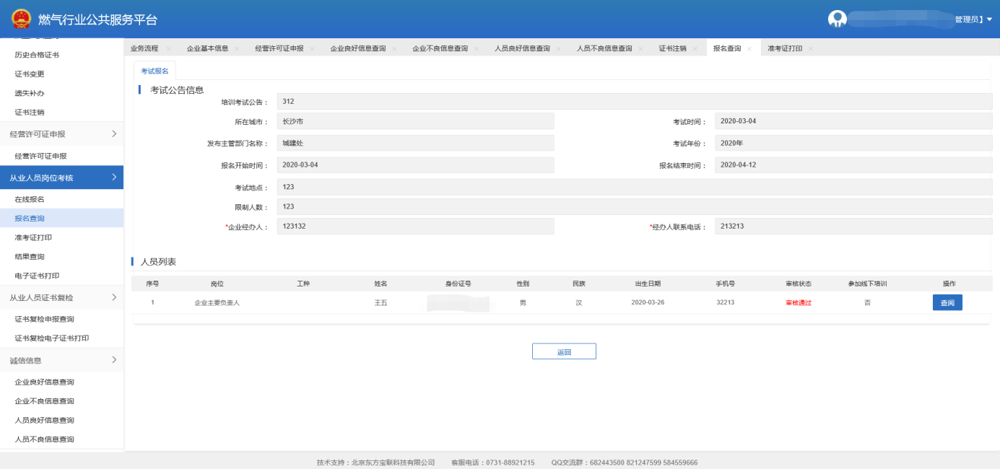 燃气行业公共服务平台
管理员】
历史合格证书
证书变更
遗失补办
证书注销
经营许可证申报
经营许可证申报
从业人员岗位考核
在线报名
报名查询
准考证打印
结果查询
电子证书打印
从业人员证书复检
证书复检申报查询
证书复检电子证书打印
诚信信息
企业良好信息查询
企业不良信息查询
人员良好信息查询
人员不良信息查询
业务流程 企业基本信息 经营许可证申报 企业良好信息查询 企业不良信息查询 人员良好信息查询 人员不良信息查询 证书注销 报名查询 准考证打印
考试报名
考试公告信息
培训考试公告： 312
所在城市： 长沙市 考试时间： 2020-03-04
发布主管部门名称： 城建处 考试年份： 2020年
报名开始时间： 2020-03-04 报名结束时间： 2020-04-12
考试地点： 123
限制人数： 123
*企业经办人： 123132 *经办人联系电话： 213213
人员列表
序号 岗位 工种 姓名 身份证号 性别 民族 出生日期 手机号 审核状态 参加线下培训 操作
1 企业主要负责人 王五 男 汉 2020-03-26 32213 审核通过 否 查阅
返回
技术支持：北京东方宝联科技有限公司 客服电话：0731-88921215 QQ交流群：682443500 821247599 584559666